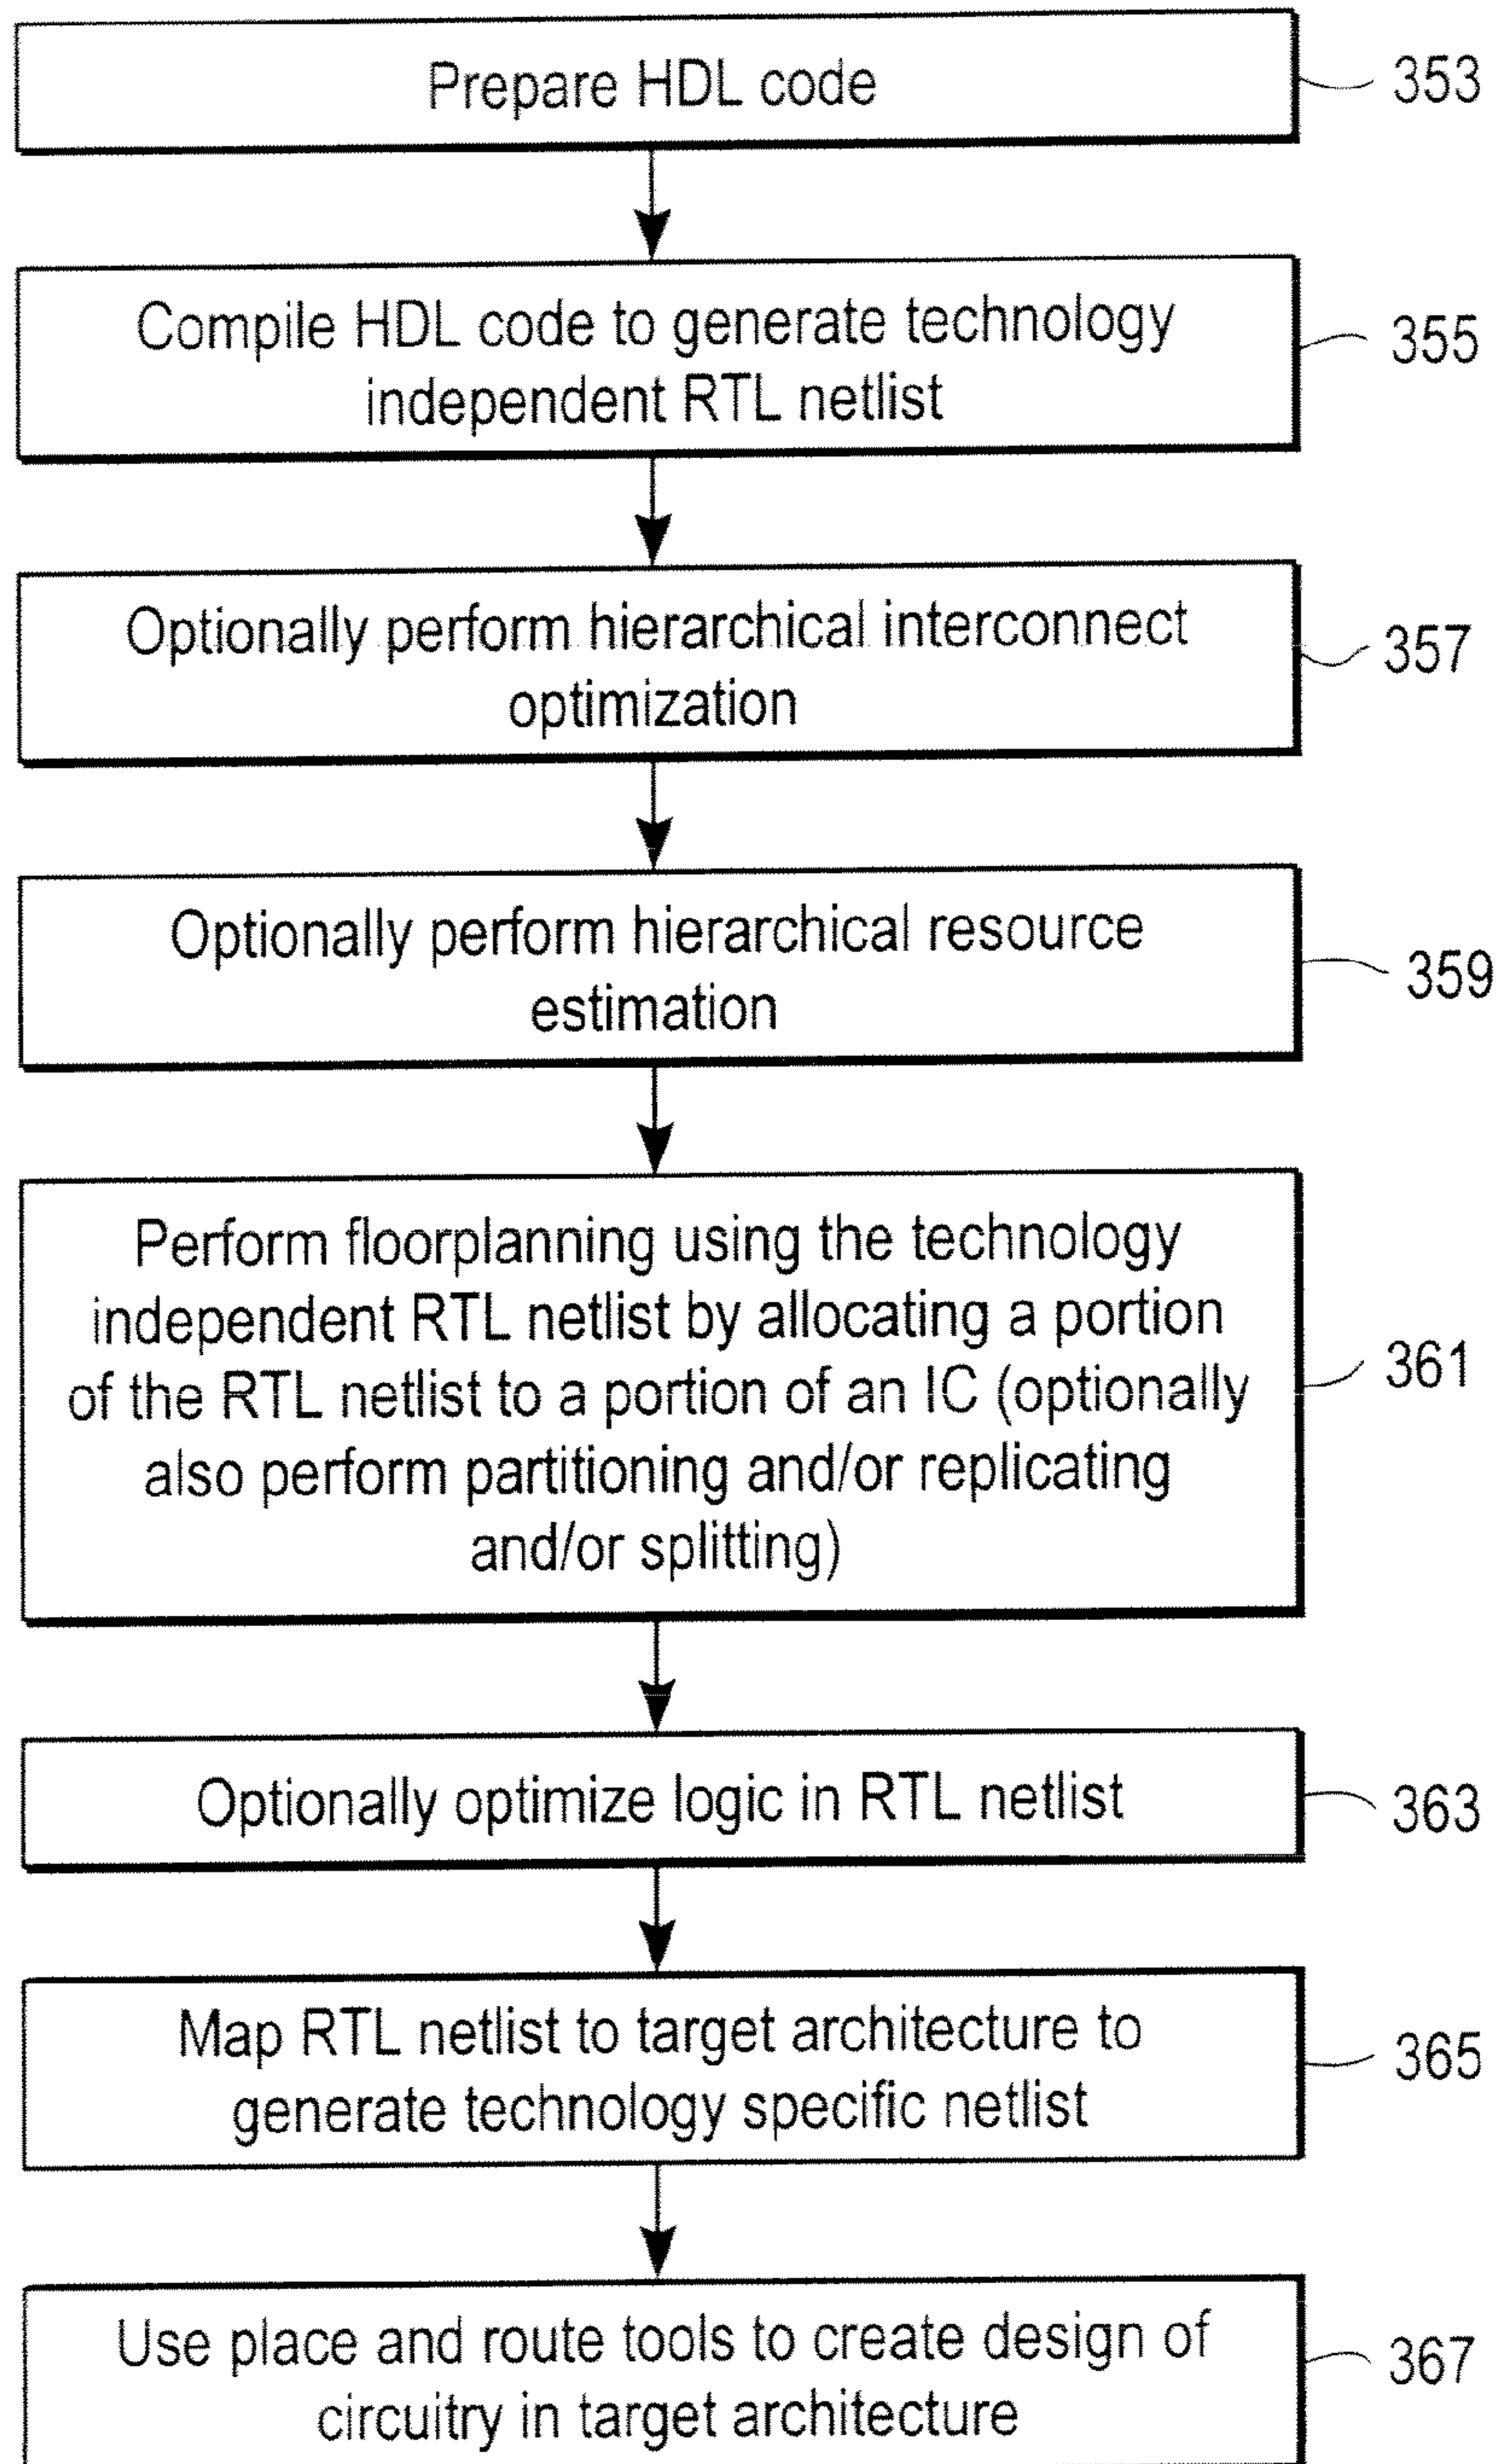 Prepare HDL code
353
Compile HDL code to generate technology
independent RTL netlist
355
Optionally perform hierarchical interconnect
optimization
357
Optionally perform hierarchical resource
estimation
359
Perform floorplanning using the technology
independent RTL netlist by allocating a portion
of the RTL netlist to a portion of an IC (optionally
also perform partitioning and/or replicating
and/or splitting)
361
Optionally optimize logic in RTL netlist
363
Map RTL netlist to target architecture to
generate technology specific netlist
365
Use place and route tools to create design of
circuitry in target architecture
367